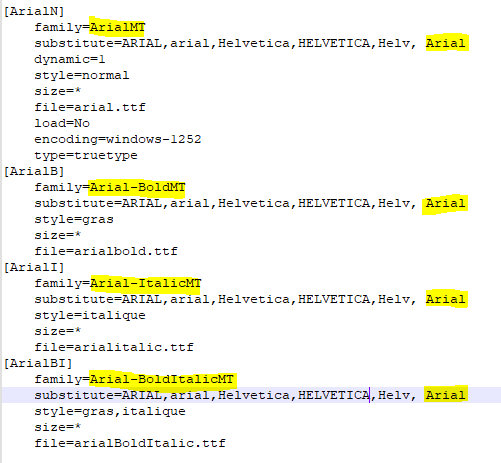 [ArialN]
family=ArialMT
substitute=ARIAL,arial,Helvetica,HELVETICA,Helv, Arial
dynamic=1
style=normal
size=*
file=arial.ttf
load=No
encoding=windows-1252
type=truetype
[ArialB]
family=Arial-BoldMT
substitute=ARIAL,arial,Helvetica,HELVETICA,Helv, Arial
style=gras
size=*
file=arialbold.ttf
[ArialI]
family=Arial-ItalicMT
substitute=ARIAL,arial,Helvetica,HELVETICA,Helv, Arial
style=italique
size=*
file=arialitalic.ttf
[ArialBI]
family=Arial-BoldItalicMT
substitute=ARIAL,arial,Helvetica,HELVETICA,Helv, Arial
style=gras,italique
size=*
file=arialBoldItalic.ttf